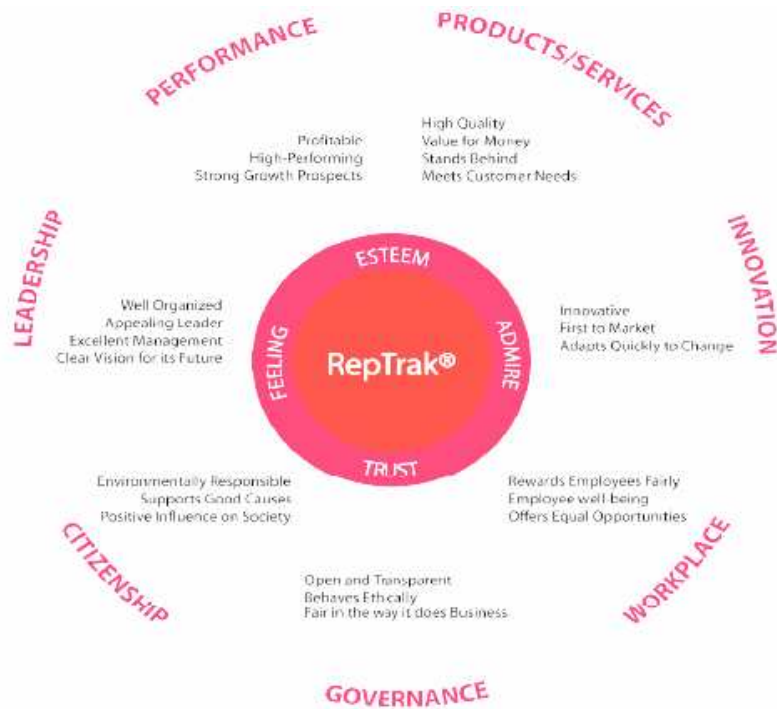 PERFORMANCE
PRODUCTS/SERVICES
Profitable
High-Performing
Strong Growth Prospects
High Quality
Value for Money
Stands Behind
Meets Customer Needs
LEADERSHIP
Well Organized
Appealing Leader
Excellent Management
Clear Vision for its Future
ESTEEM
FEELING
RepTrak®
ADMIRE
TRUST
Innovative
First to Market
Adapts Quickly to Change
INNOVATION
Environmentally Responsible
Supports Good Causes
Positive Influence on Society
CITIZENSHIP
Rewards Employees Fairly
Employee well-being
Offers Equal Opportunities
WORKPLACE
Open and Transparent
Behaves Ethically
Fair in the way it does Business
GOVERNANCE